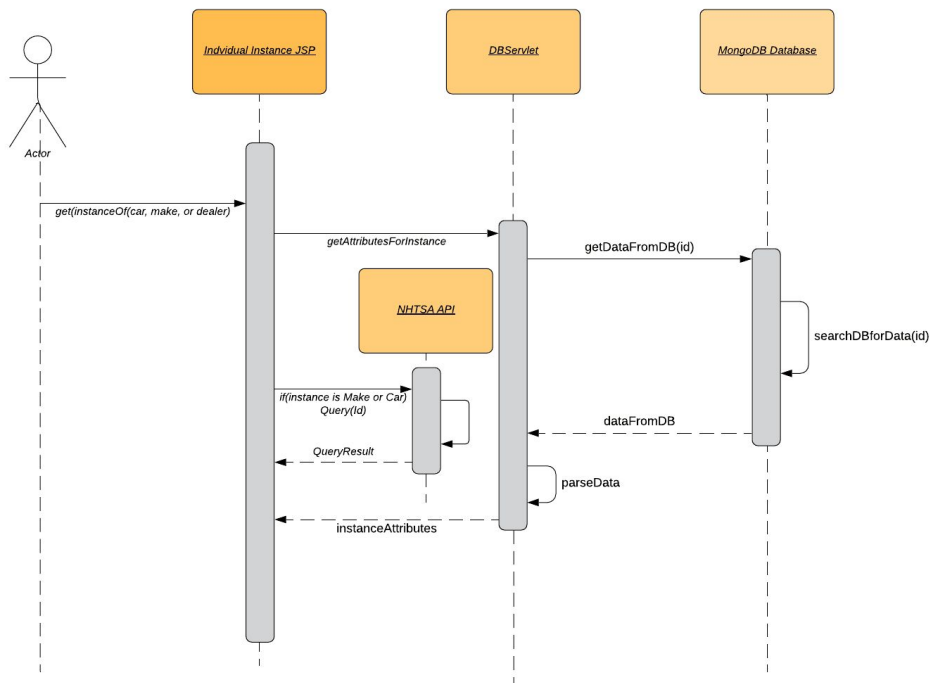 Indvidual Instance JSP
DBServlet
MongoDB Database
Actor
get(instanceOf(car, make, or dealer)
getAttributesForInstance
getDataFromDB(id)
NHTSA API
searchDBforData(id)
if(instance is Make or Car)
Query(Id)
dataFromDB
QueryResult
parseData
instanceAttributes